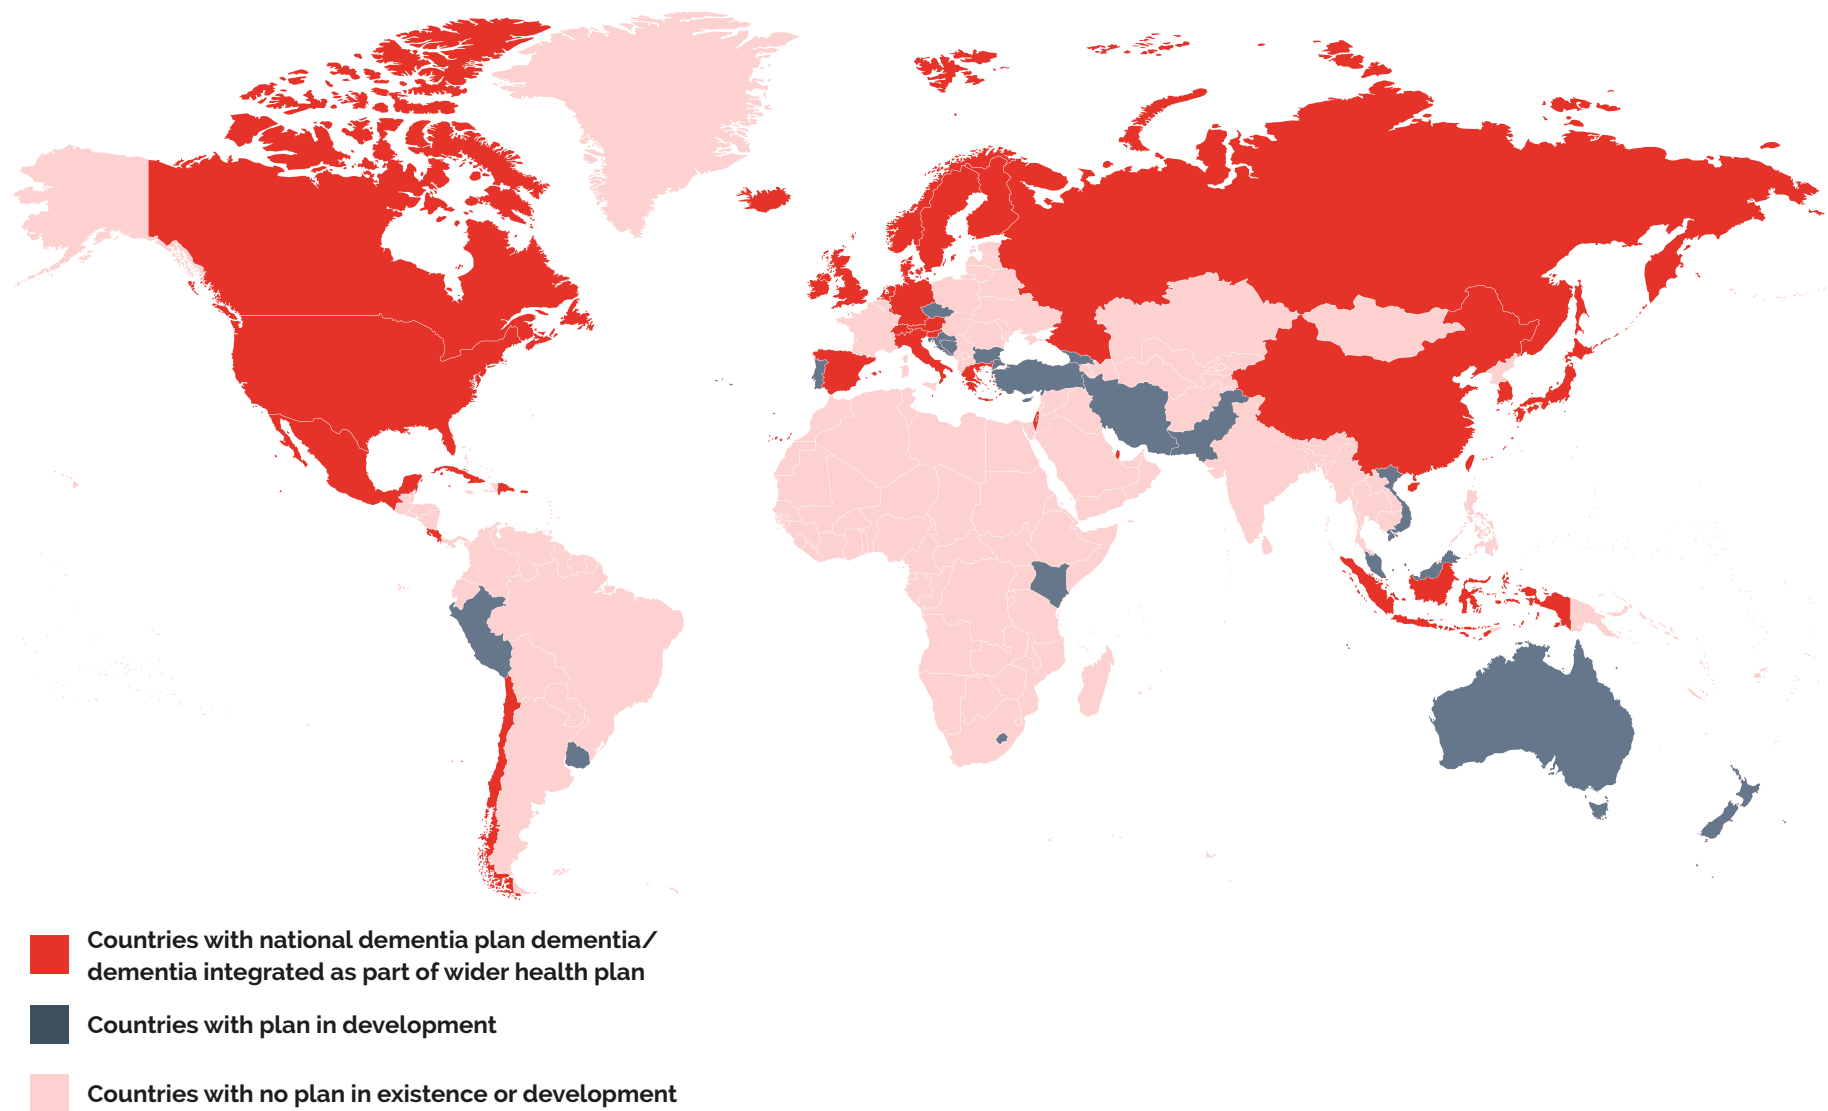 Countries with national dementia plan dementia/
dementia integrated as part of wider health plan
Countries with plan in development
Countries with no plan in existence or development